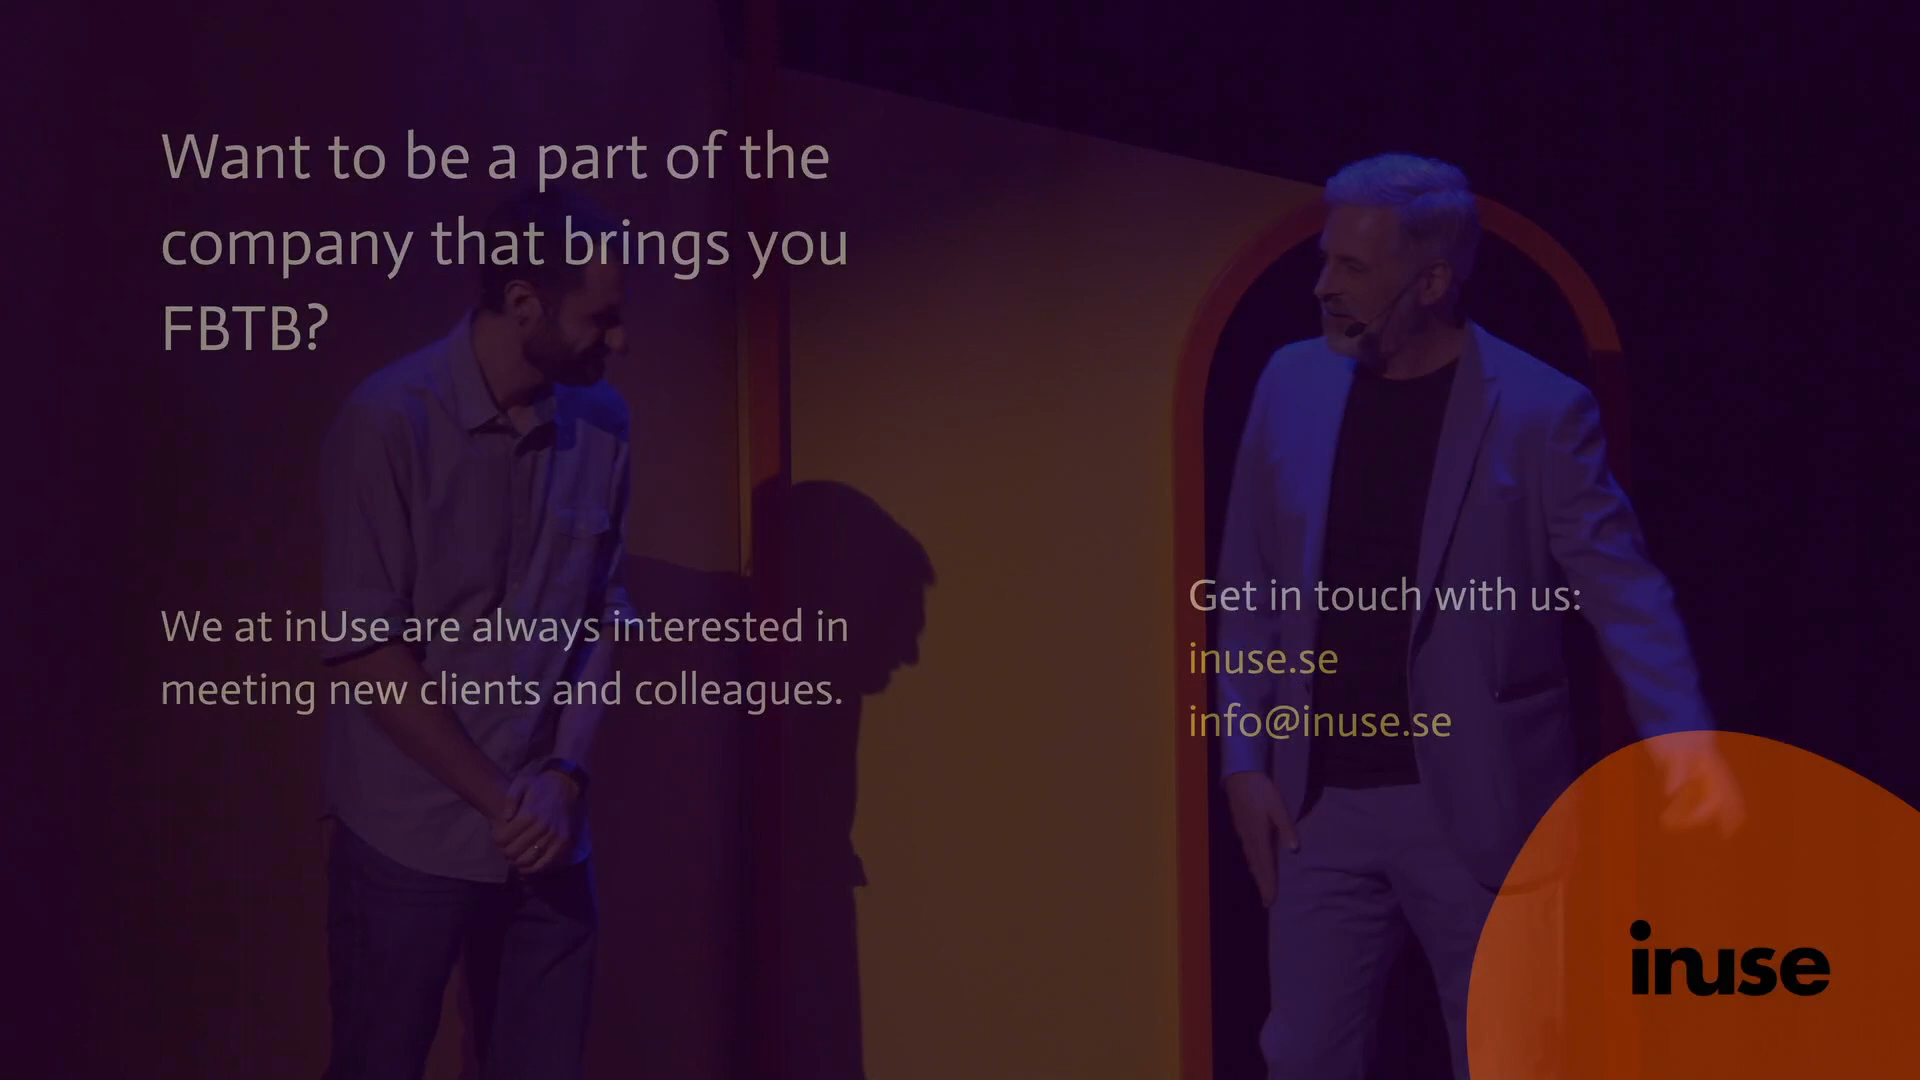 Want to be a part of the
company that brings you
FBTB?
We at inUse are always interested in
meeting new clients and colleagues.
Get in touch with us:
inuse.se
info@inuse.se
inuse